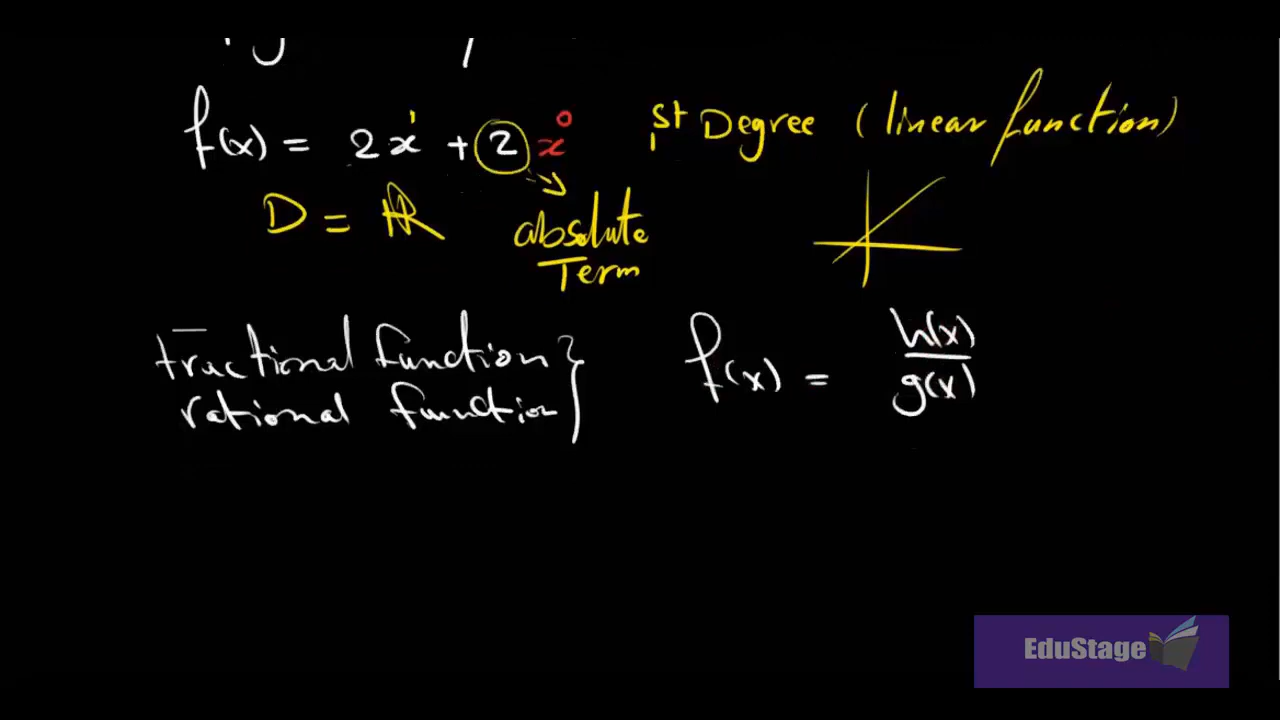 f(x) = 2x¹ + 2x⁰ 1st Degree (linear function)
D = ℝ
absolute
Term
fractional function
rational function
f(x) = h(x)/g(x)
EduStage